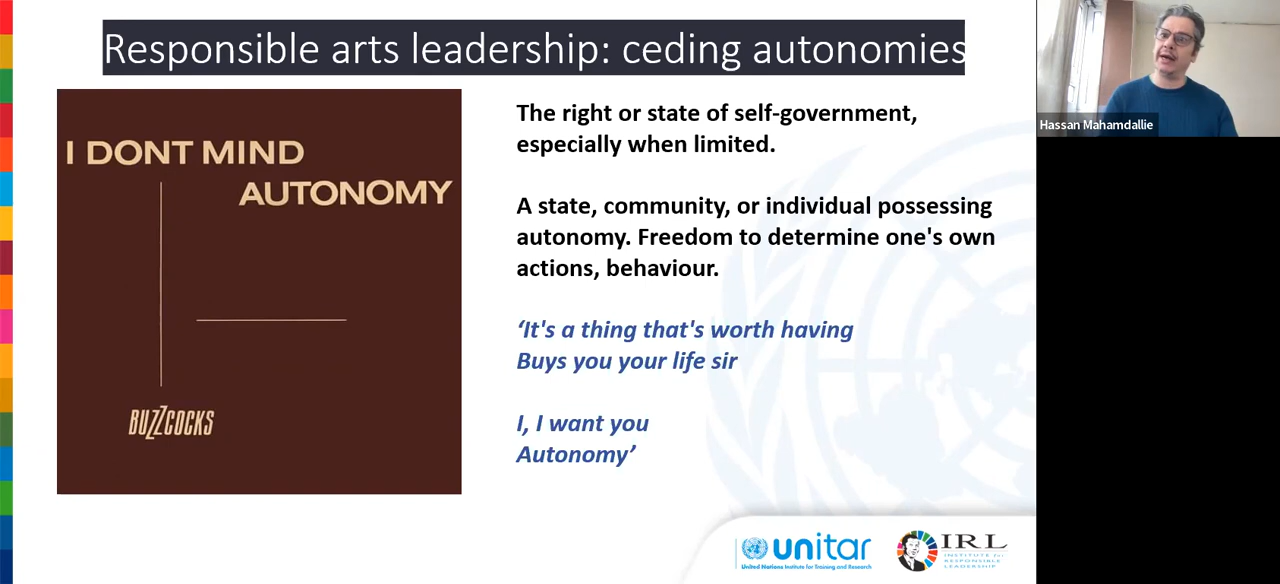 Responsible arts leadership: ceding autonomies
I DONT MIND
AUTONOMY
BUZZCOCKS
The right or state of self-government,
especially when limited.
A state, community, or individual possessing
autonomy. Freedom to determine one's own
actions, behaviour.
‘It's a thing that's worth having
Buys you your life sir
I, I want you
Autonomy’
unitar
United Nations Institute for Training and Research
IRL
INSTITUTE for
RESPONSIBLE
LEADERSHIP
Hassan Mahamdallie